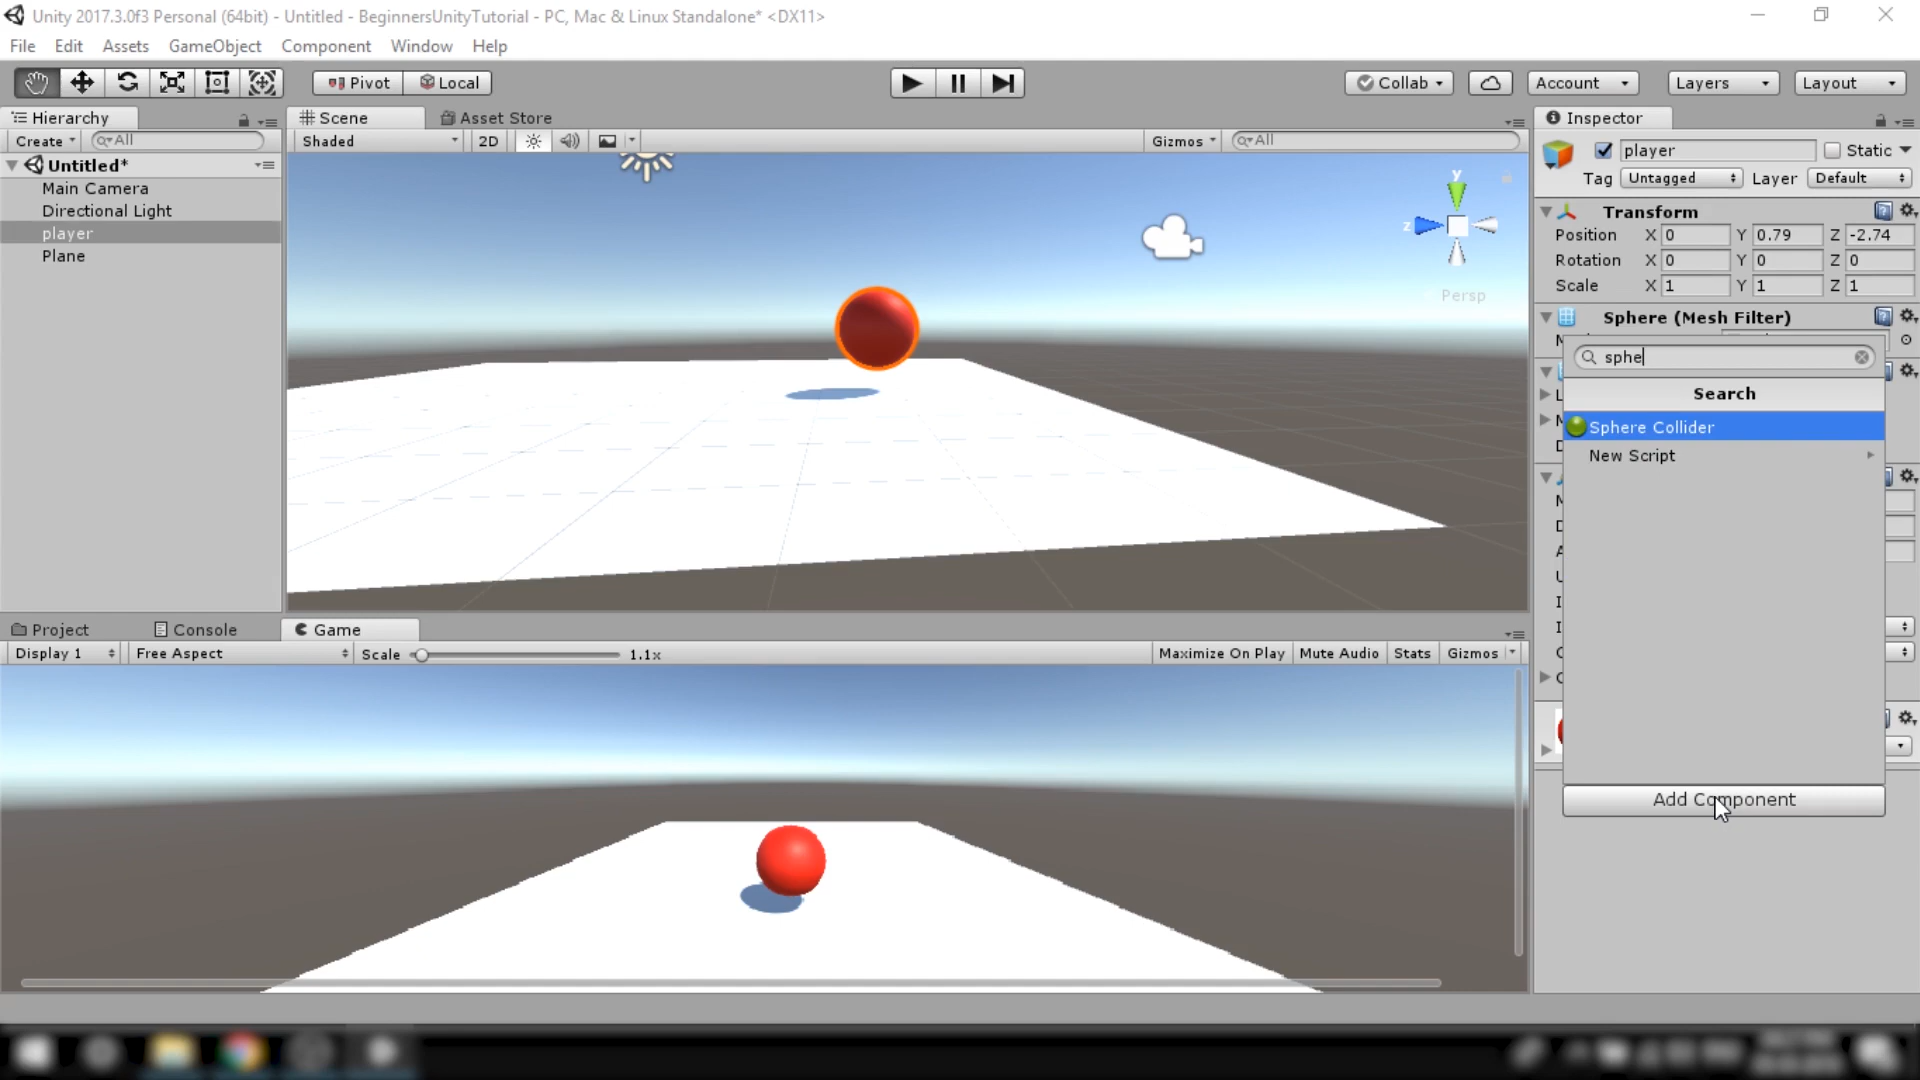 Unity 2017.3.0f3 Personal (64bit) - Untitled - BeginnersUnityTutorial - PC, Mac & Linux Standalone* <DX11>
File Edit Assets GameObject Component Window Help
Pivot Local Collab Account Layers Layout
Hierarchy Scene Asset Store Inspector
Create All Shaded 2D Gizmos All
Untitled*
Main Camera
Directional Light
player
Plane
y
z
Persp
player Static
Tag Untagged Layer Default
Transform
Position X 0 Y 0.79 Z -2.74
Rotation X 0 Y 0 Z 0
Scale X 1 Y 1 Z 1
Sphere (Mesh Filter)
sphe
Search
Sphere Collider
New Script
Add Component
Project Console Game
Display 1 Free Aspect Scale 1.1x Maximize On Play Mute Audio Stats Gizmos